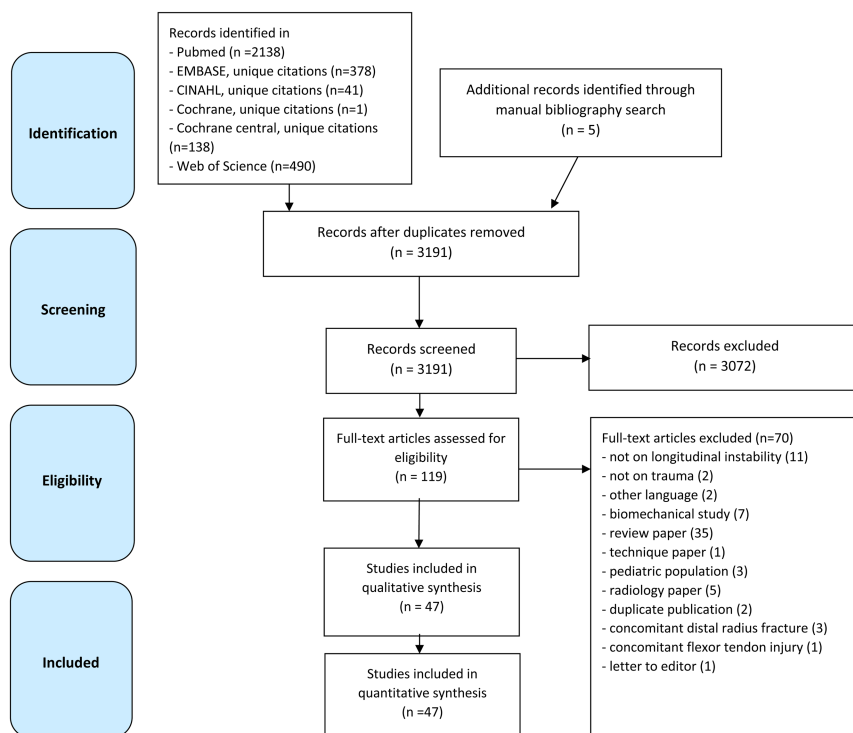 Identification
Records identified in
- Pubmed (n =2138)
- EMBASE, unique citations (n=378)
- CINAHL, unique citations (n=41)
- Cochrane, unique citations (n=1)
- Cochrane central, unique citations
(n=138)
- Web of Science (n=490)
Additional records identified through
manual bibliography search
(n = 5)
Records after duplicates removed
(n = 3191)
Screening
Records screened
(n = 3191)
Records excluded
(n = 3072)
Eligibility
Full-text articles assessed for
eligibility
(n = 119)
Full-text articles excluded (n=70)
- not on longitudinal instability (11)
- not on trauma (2)
- other language (2)
- biomechanical study (7)
- review paper (35)
- technique paper (1)
- pediatric population (3)
- radiology paper (5)
- duplicate publication (2)
- concomitant distal radius fracture (3)
- concomitant flexor tendon injury (1)
- letter to editor (1)
Included
Studies included in
qualitative synthesis
(n = 47)
Studies included in
quantitative synthesis
(n =47)